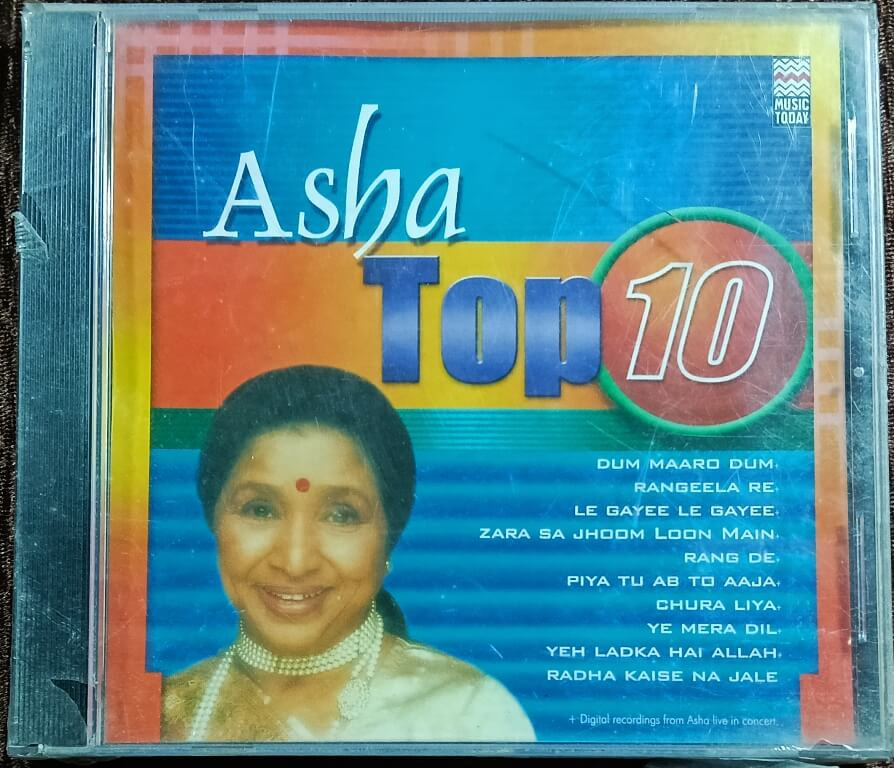 MUSIC
TODAY
Asha
Top 10
DUM MAARO DUM
RANGEELA RE
LE GAYEE LE GAYEE
ZARA SA JHOOM LOON MAIN
RANG DE
PIYA TU AB TO AAJA
CHURA LIYA
YE MERA DIL
YEH LADKA HAI ALLAH
RADHA KAISE NA JALE
+ Digital recordings from Asha live in concert.